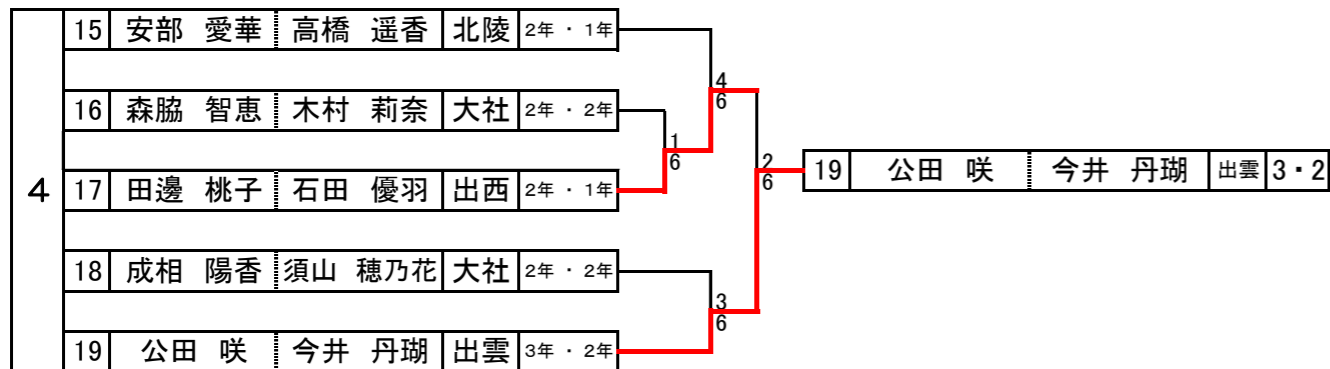 15 安部 愛華 高橋 遥香 北陵 2年・1年
4
6
16 森脇 智恵 木村 莉奈 大社 2年・2年
1
6
2
6
19 公田 咲 今井 丹瑚 出雲 3・2
4 17 田邊 桃子 石田 優羽 出西 2年・1年
18 成相 陽香 須山 穂乃花 大社 2年・2年
3
6
19 公田 咲 今井 丹瑚 出雲 3年・2年